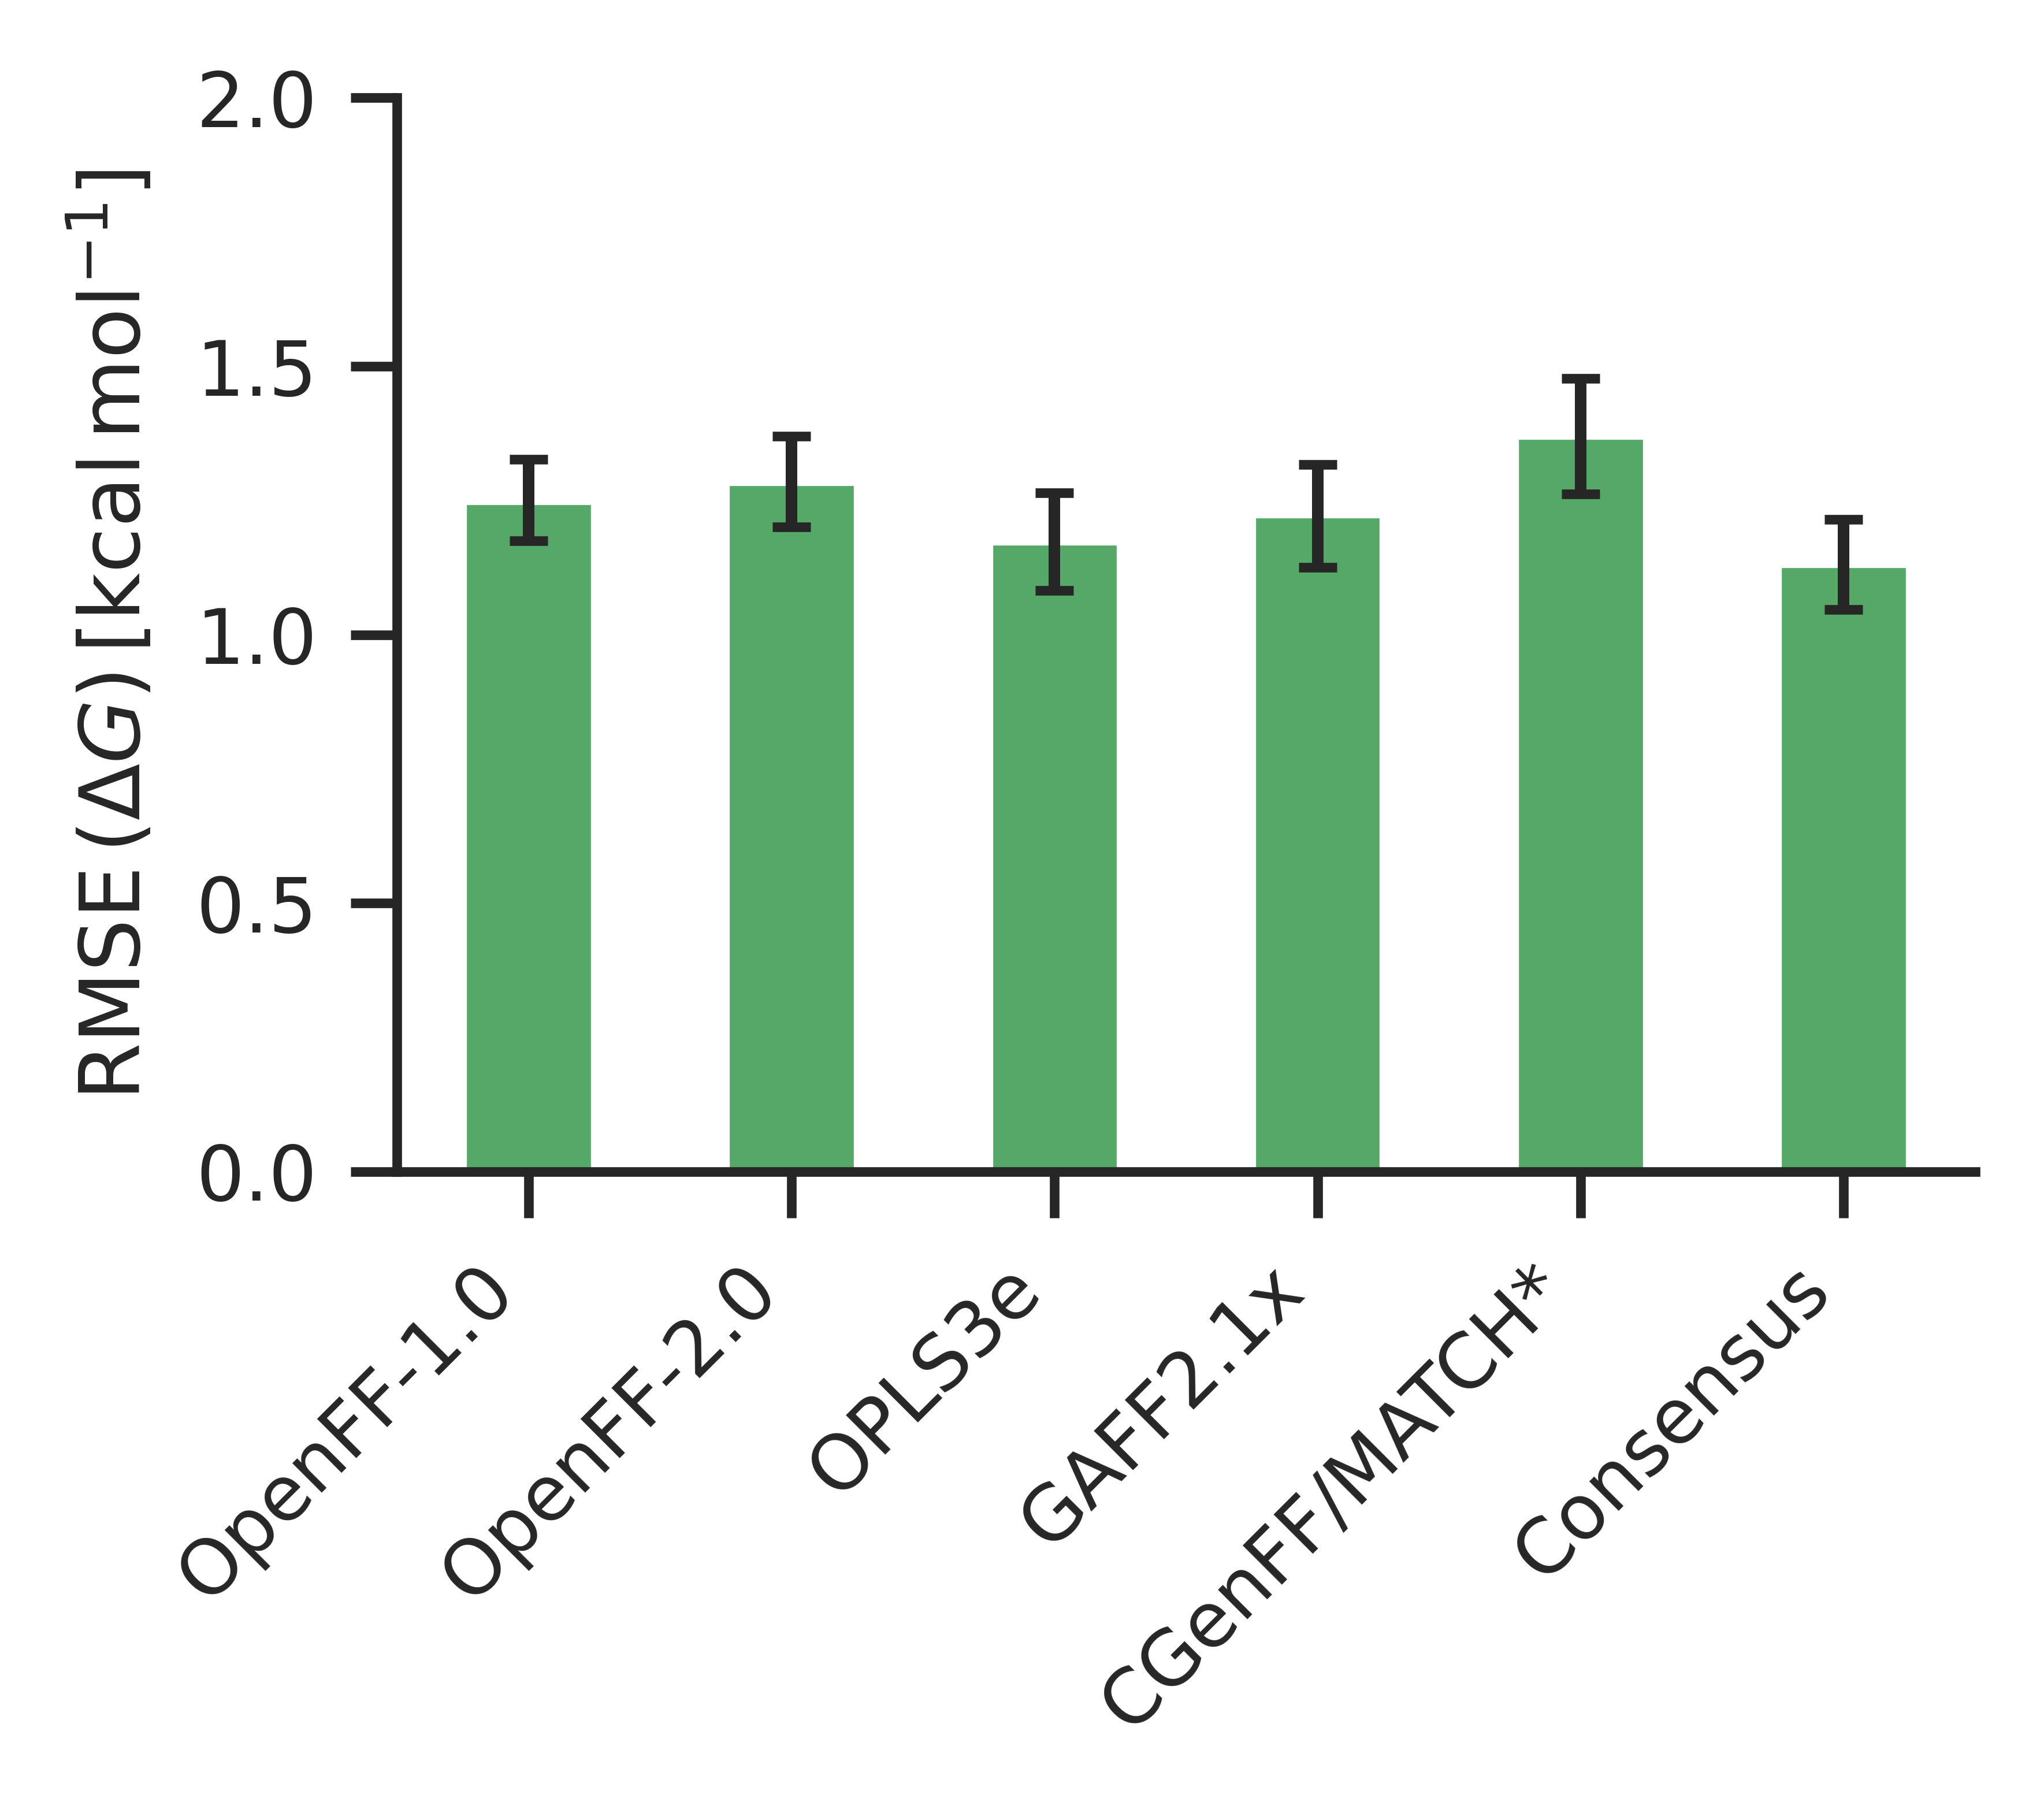 RMSE (ΔG) [kcal mol⁻¹]
2.0
1.5
1.0
0.5
0.0
OpenFF-1.0
OpenFF-2.0
OPLS3e
GAFF2.1x
CGenFF/MATCH*
Consensus